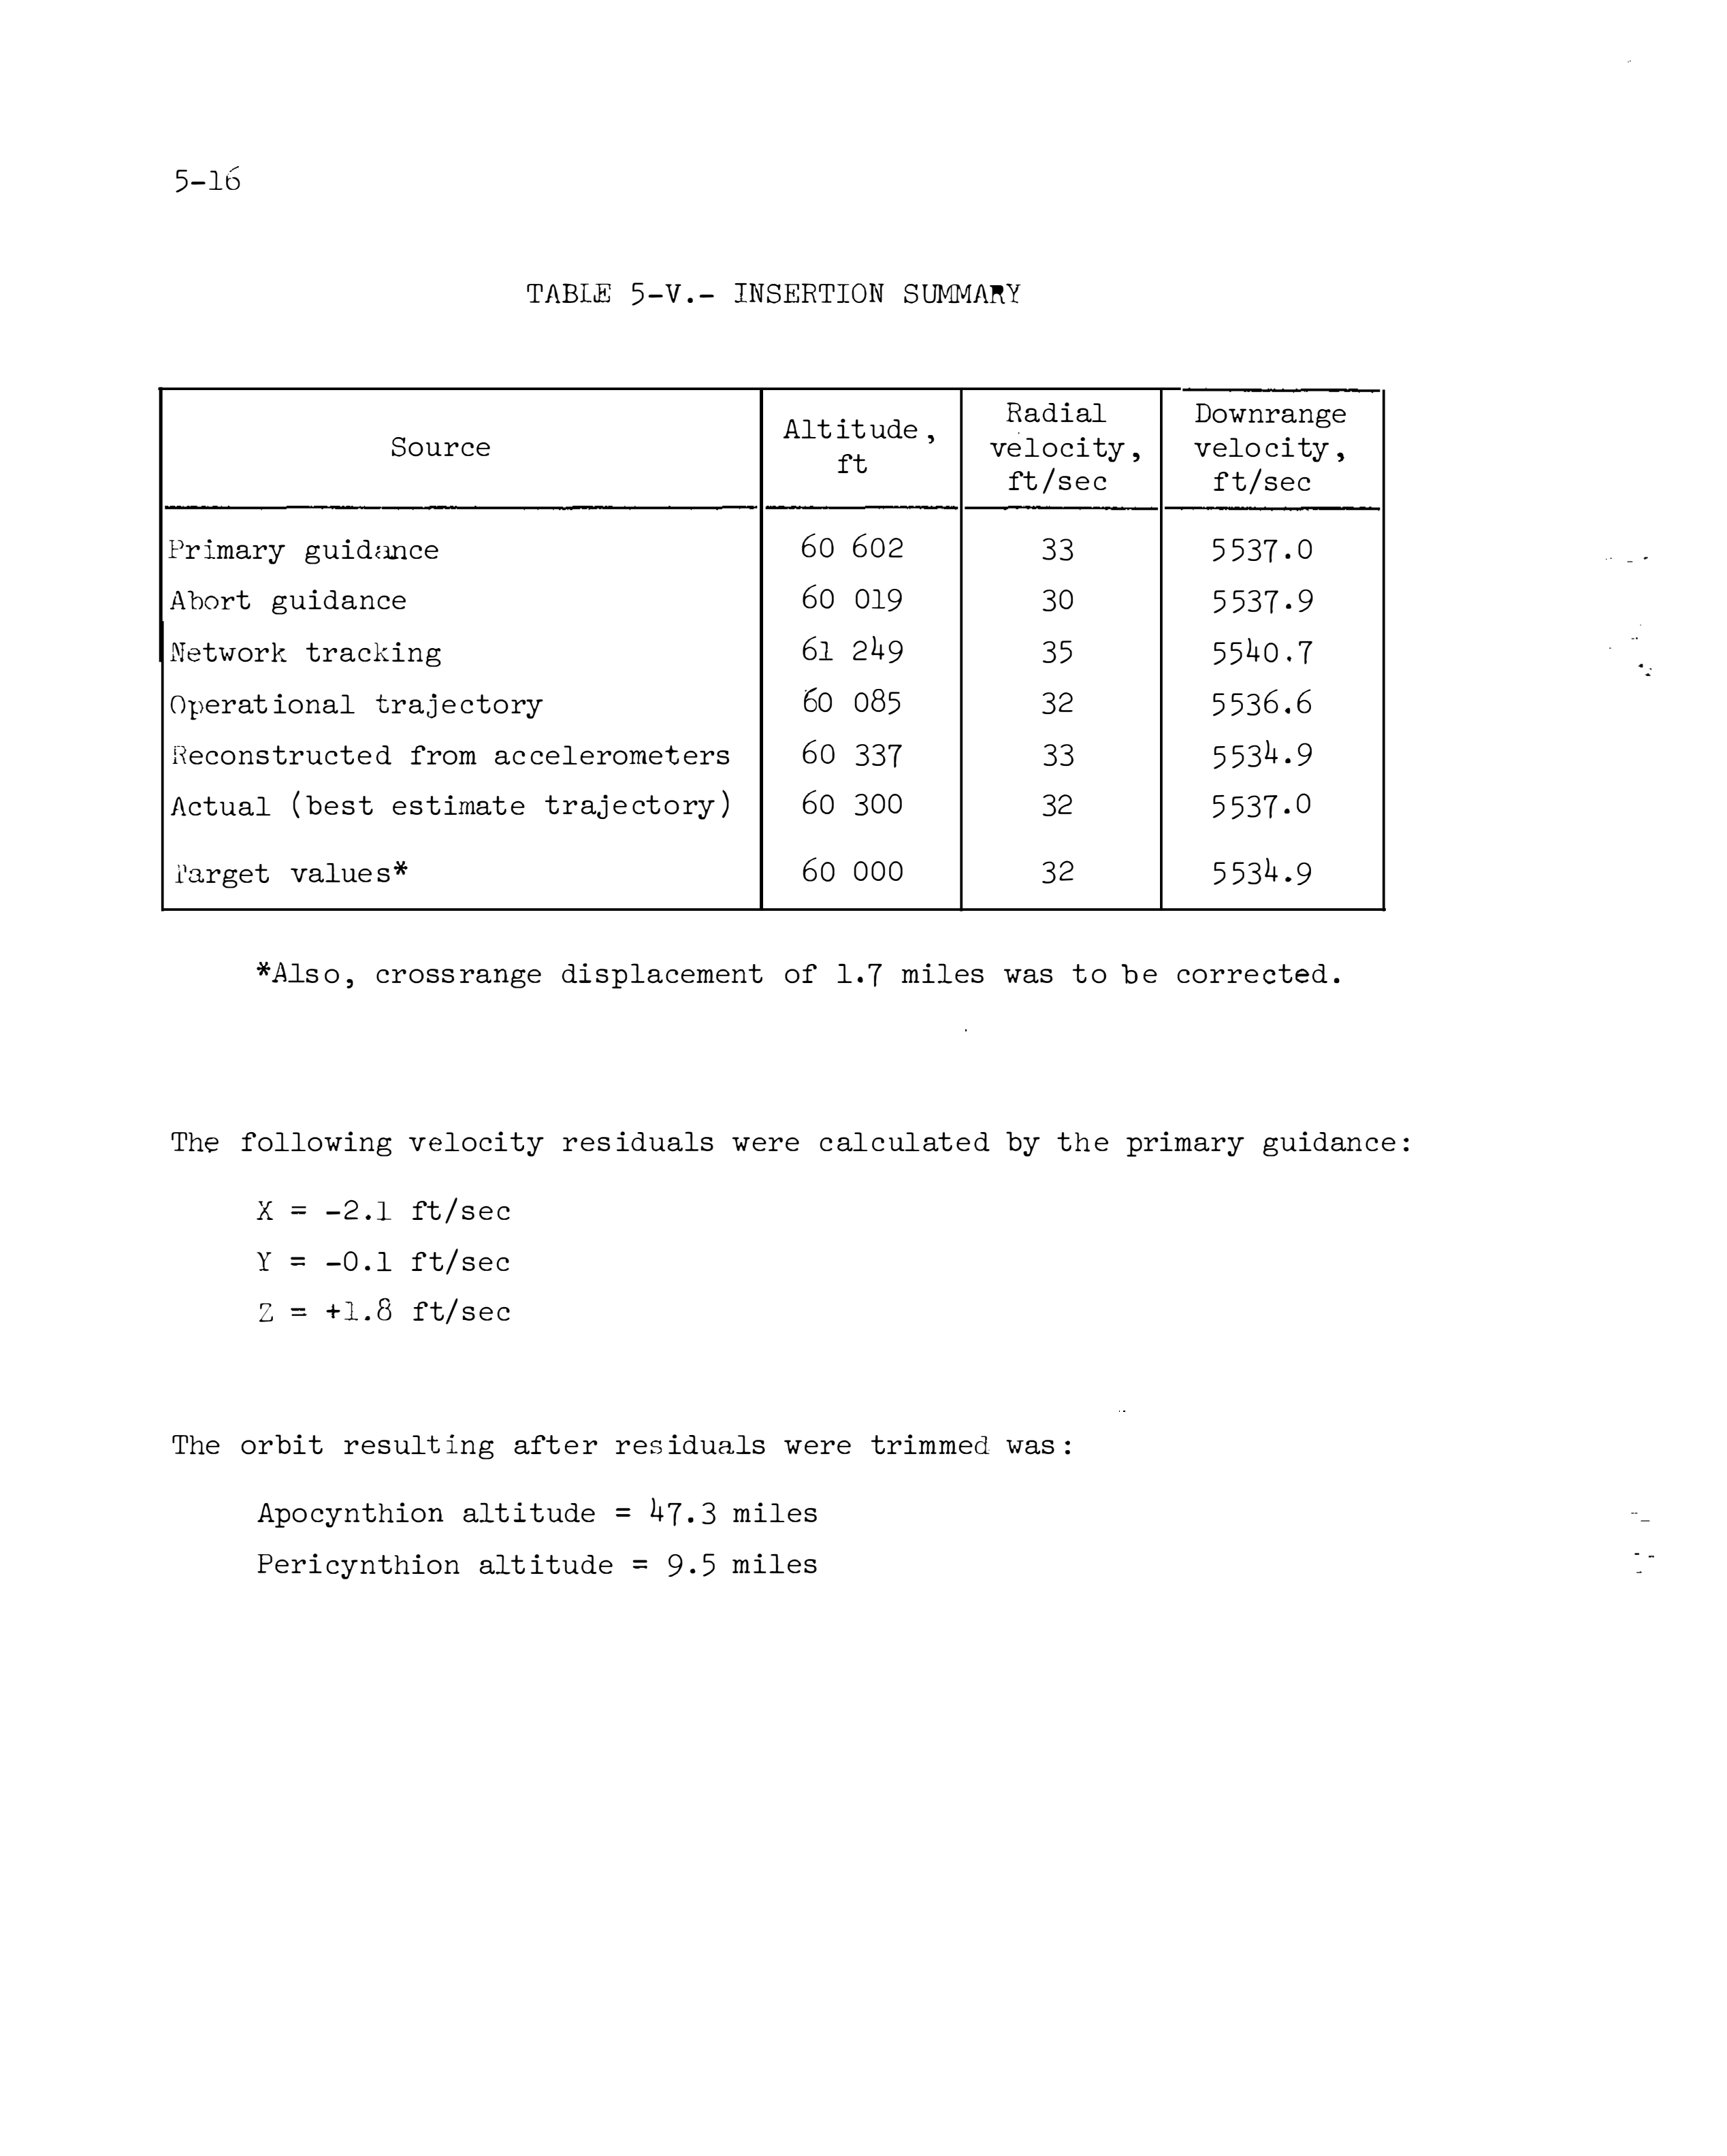 5-16
TABLE 5-V.- INSERTION SUMMARY
Source Altitude, ft Radial velocity, ft/sec Downrange velocity, ft/sec
Primary guidance 60 602 33 5537.0
Abort guidance 60 019 30 5537.9
Network tracking 61 249 35 5540.7
Operational trajectory 60 085 32 5536.6
Reconstructed from accelerometers 60 337 33 5534.9
Actual (best estimate trajectory) 60 300 32 5537.0
Target values* 60 000 32 5534.9
*Also, crossrange displacement of 1.7 miles was to be corrected.
The following velocity residuals were calculated by the primary guidance:
X = -2.1 ft/sec
Y = -0.1 ft/sec
Z = +1.8 ft/sec
The orbit resulting after residuals were trimmed was:
Apocynthion altitude = 47.3 miles
Pericynthion altitude = 9.5 miles